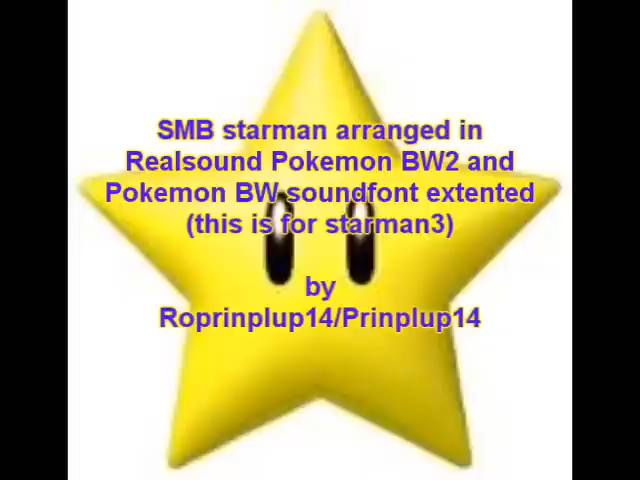 SMB starman arranged in
Realsound Pokemon BW2 and
Pokemon BW soundfont extented
(this is for starman3)
by
Roprinplup14/Prinplup14